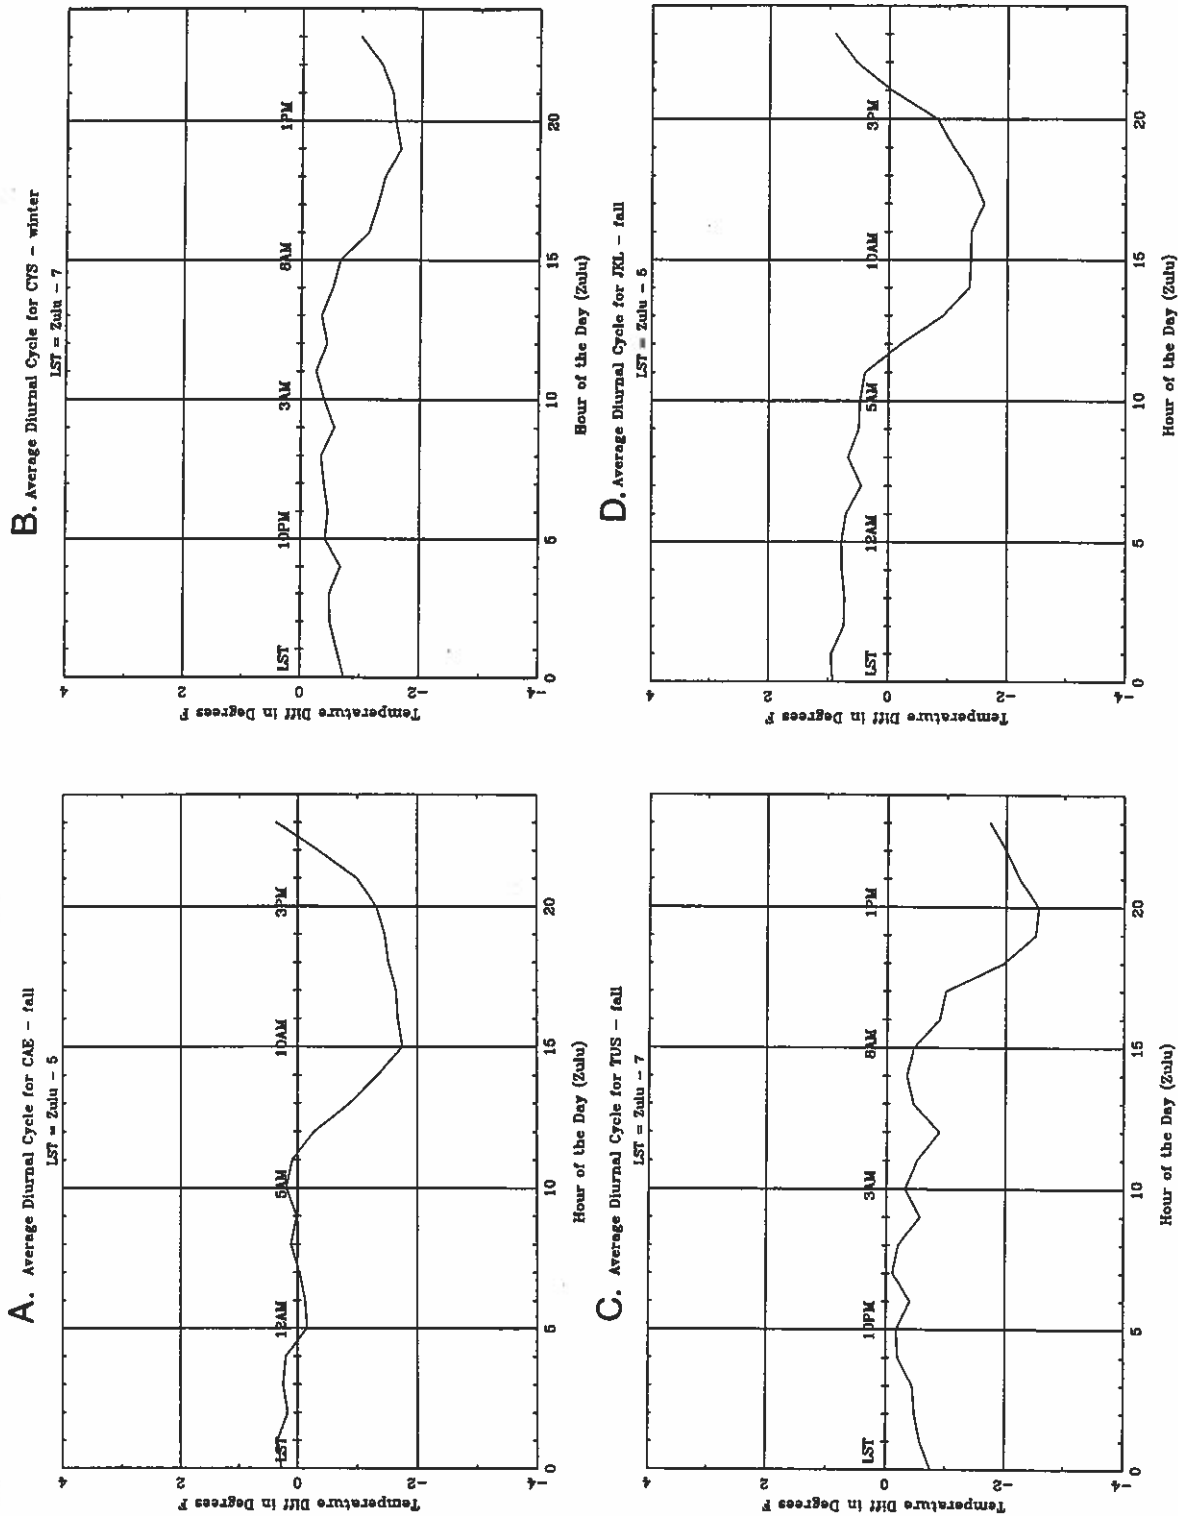 A. Average Diurnal Cycle for CAE - fall
LST = Zulu - 5
Temperature Diff in Degrees F
4
2
0
-2
-4
LST
12AM
5AM
10AM
3PM
0
5
10
15
20
Hour of the Day (Zulu)
B. Average Diurnal Cycle for CYS - winter
LST = Zulu - 7
Temperature Diff in Degrees F
4
2
0
-2
-4
LST
10PM
3AM
8AM
1PM
0
5
10
15
20
Hour of the Day (Zulu)
C. Average Diurnal Cycle for TUS - fall
LST = Zulu - 7
Temperature Diff in Degrees F
4
2
0
-2
-4
LST
10PM
3AM
8AM
1PM
0
5
10
15
20
Hour of the Day (Zulu)
D. Average Diurnal Cycle for JKL - fall
LST = Zulu - 5
Temperature Diff in Degrees F
4
2
0
-2
-4
LST
12AM
5AM
10AM
3PM
0
5
10
15
20
Hour of the Day (Zulu)